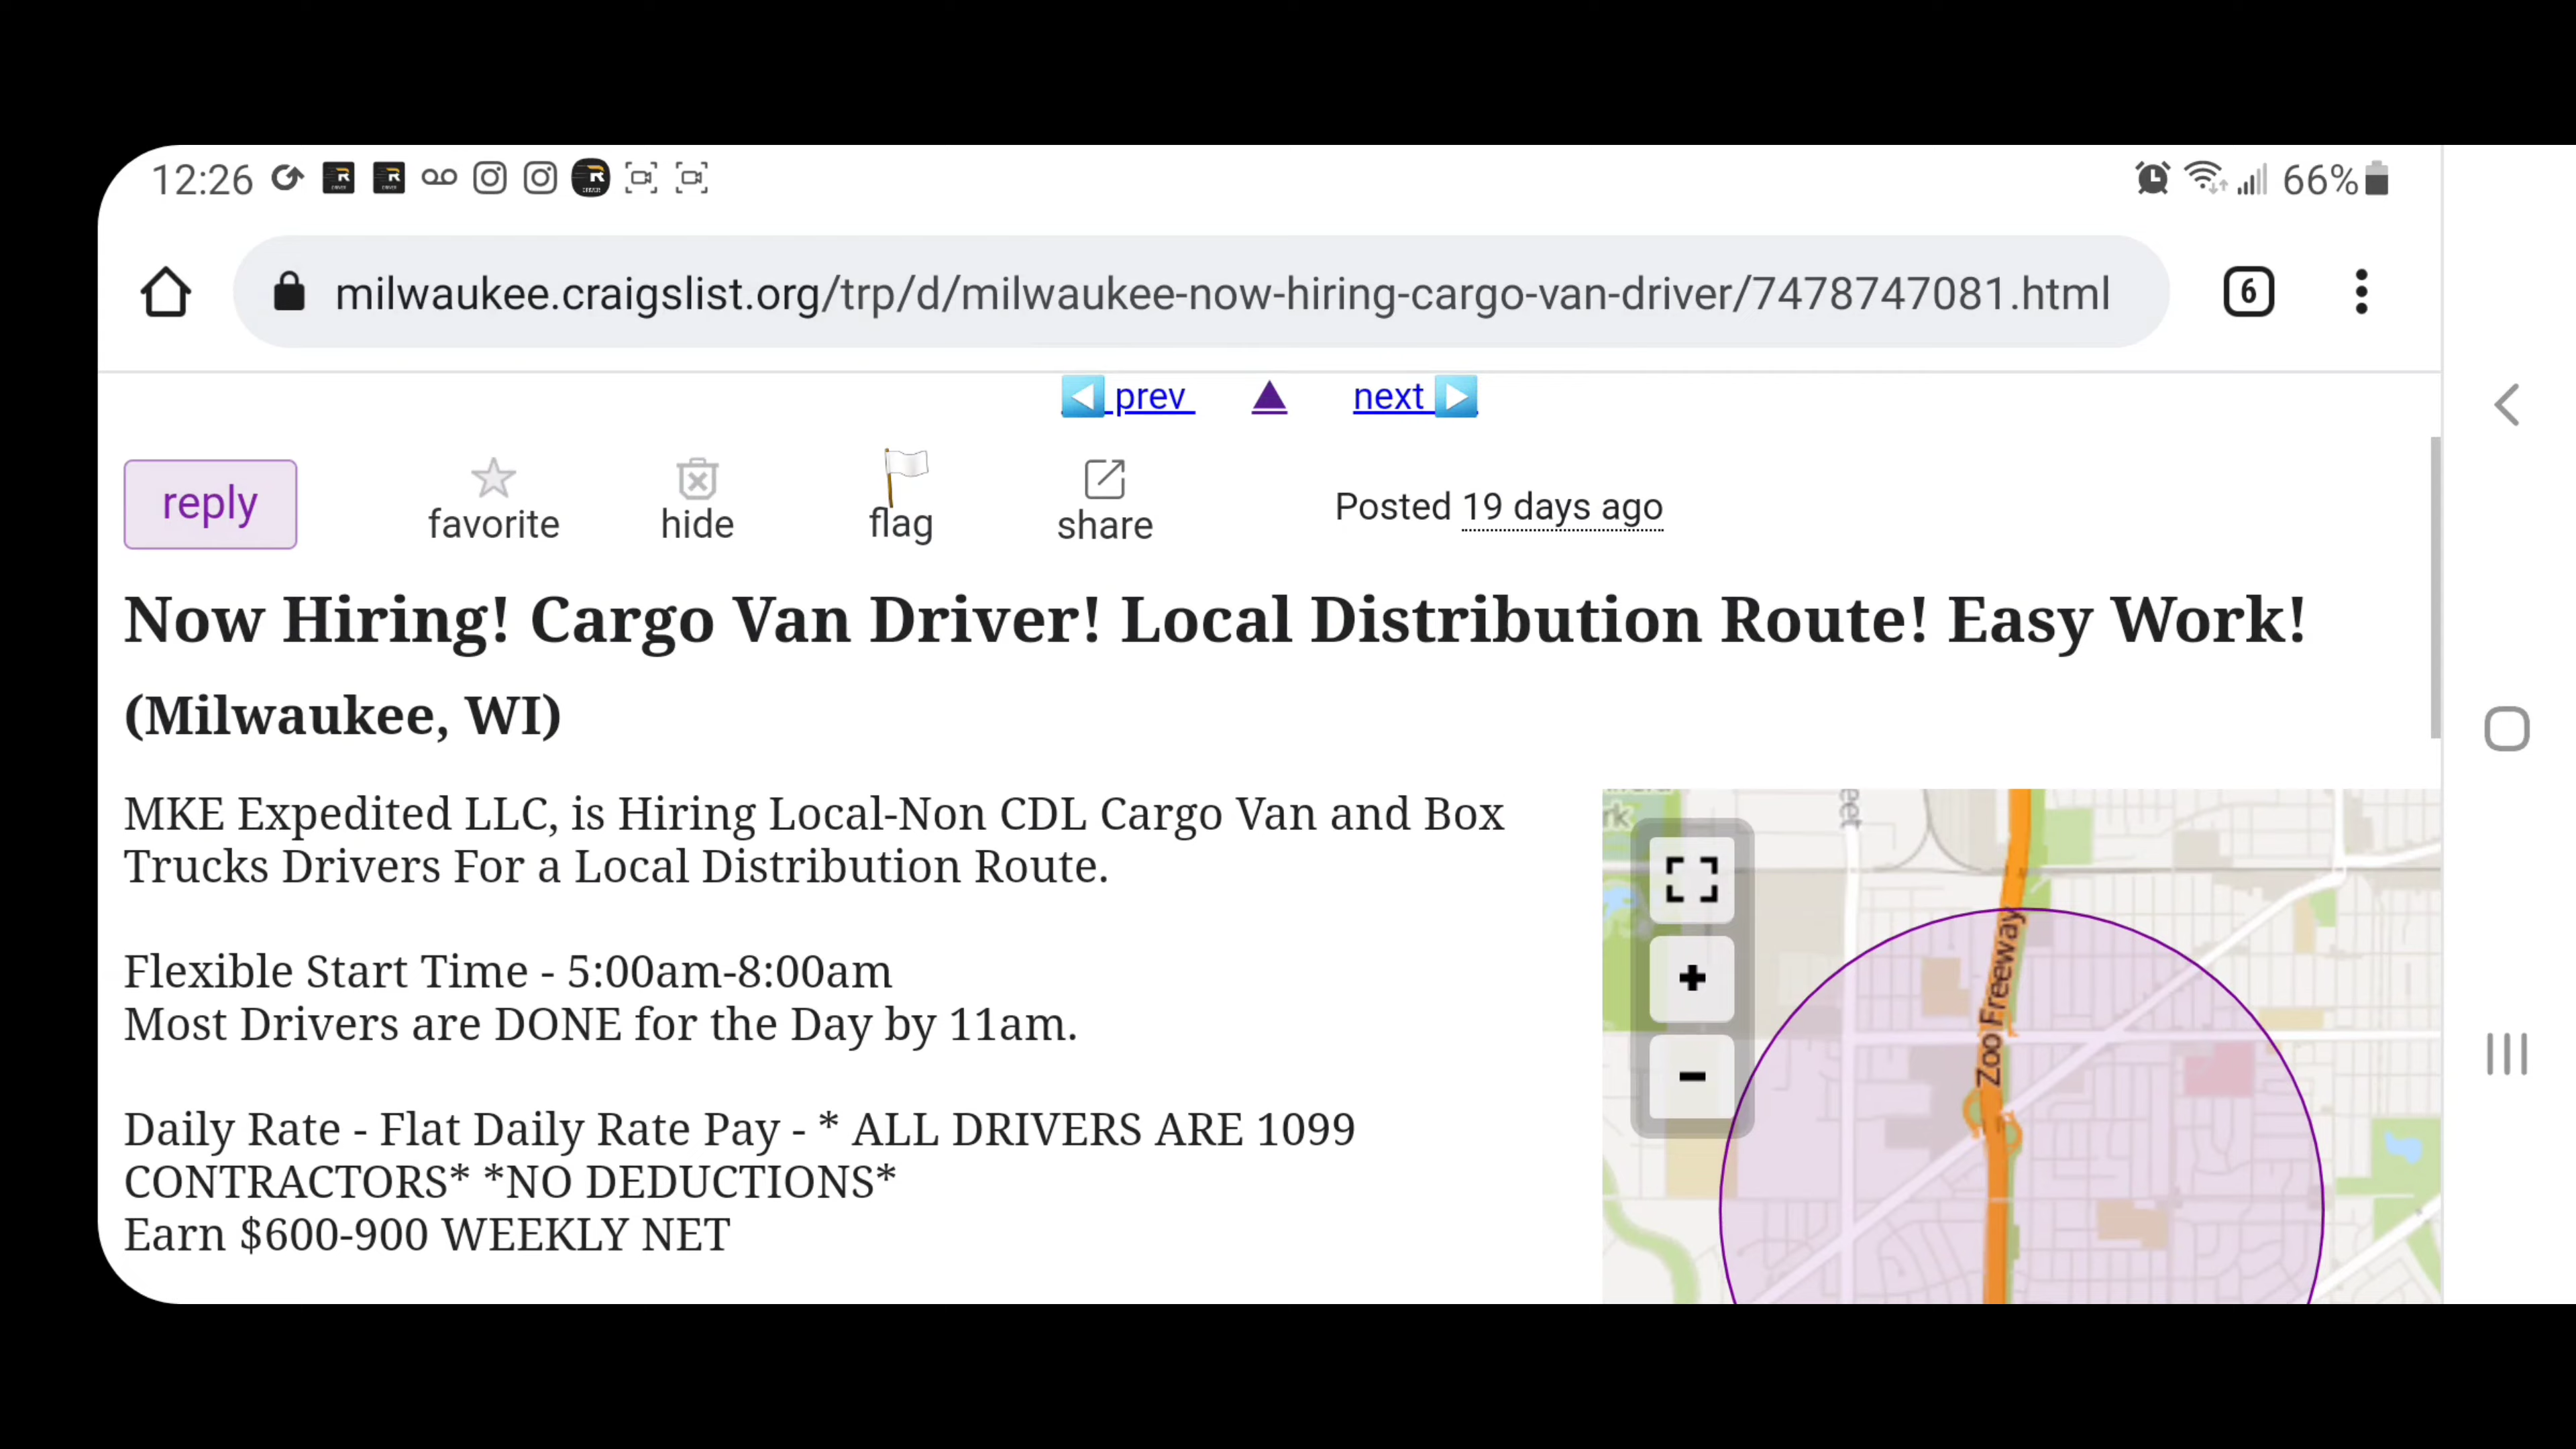 12:26
66%
milwaukee.craigslist.org/trp/d/milwaukee-now-hiring-cargo-van-driver/7478747081.html
6
prev next
reply favorite hide flag share Posted 19 days ago
Now Hiring! Cargo Van Driver! Local Distribution Route! Easy Work!
(Milwaukee, WI)
MKE Expedited LLC, is Hiring Local-Non CDL Cargo Van and Box
Trucks Drivers For a Local Distribution Route.
Flexible Start Time - 5:00am-8:00am
Most Drivers are DONE for the Day by 11am.
Daily Rate - Flat Daily Rate Pay - * ALL DRIVERS ARE 1099
CONTRACTORS* *NO DEDUCTIONS*
Earn $600-900 WEEKLY NET
Zoo Freeway